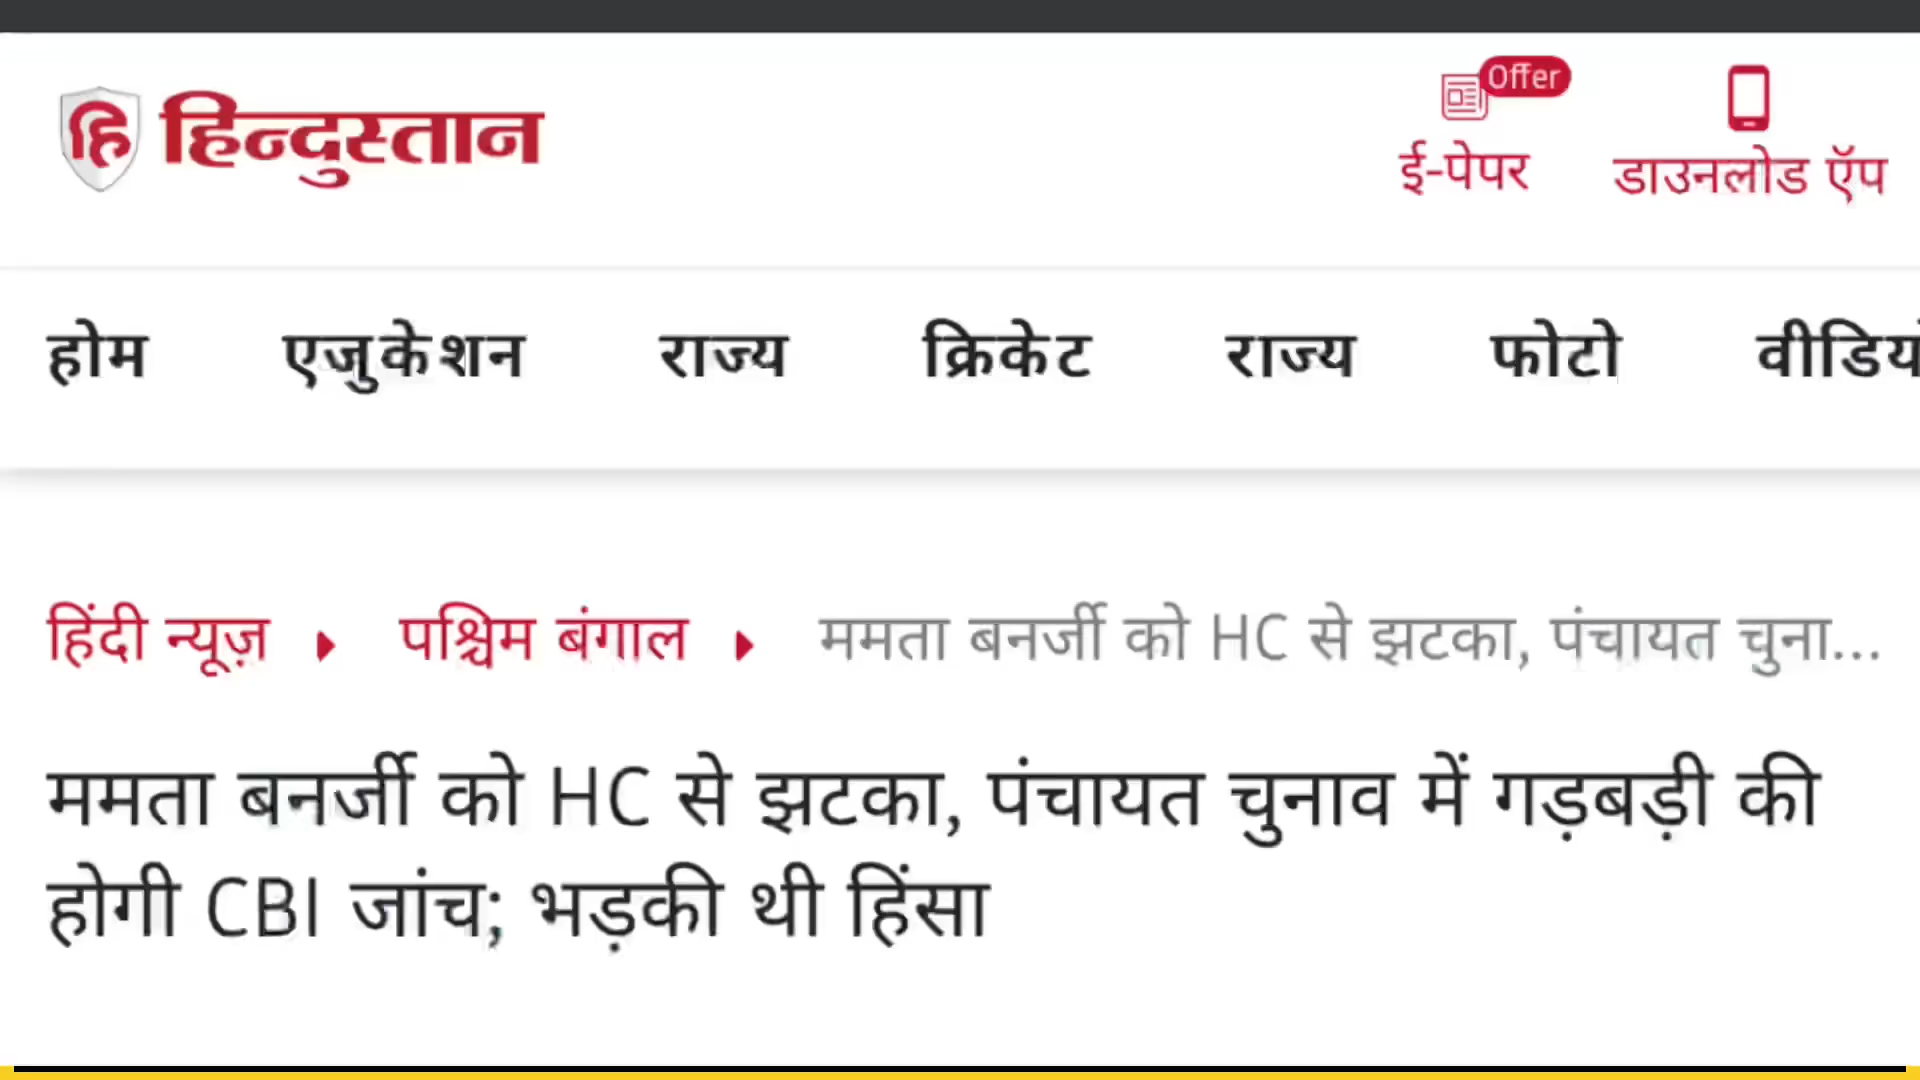 हि हिन्दुस्तान
Offer
ई-पेपर डाउनलोड ऍप
होम एजुकेशन राज्य क्रिकेट राज्य फोटो
हिंदी न्यूज़ पश्चिम बंगाल ममता बनर्जी को HC से झटका, पंचायत चुना...
ममता बनर्जी को HC से झटका, पंचायत चुनाव में गड़बड़ी की
होगी CBI जांच; भड़की थी हिंसा